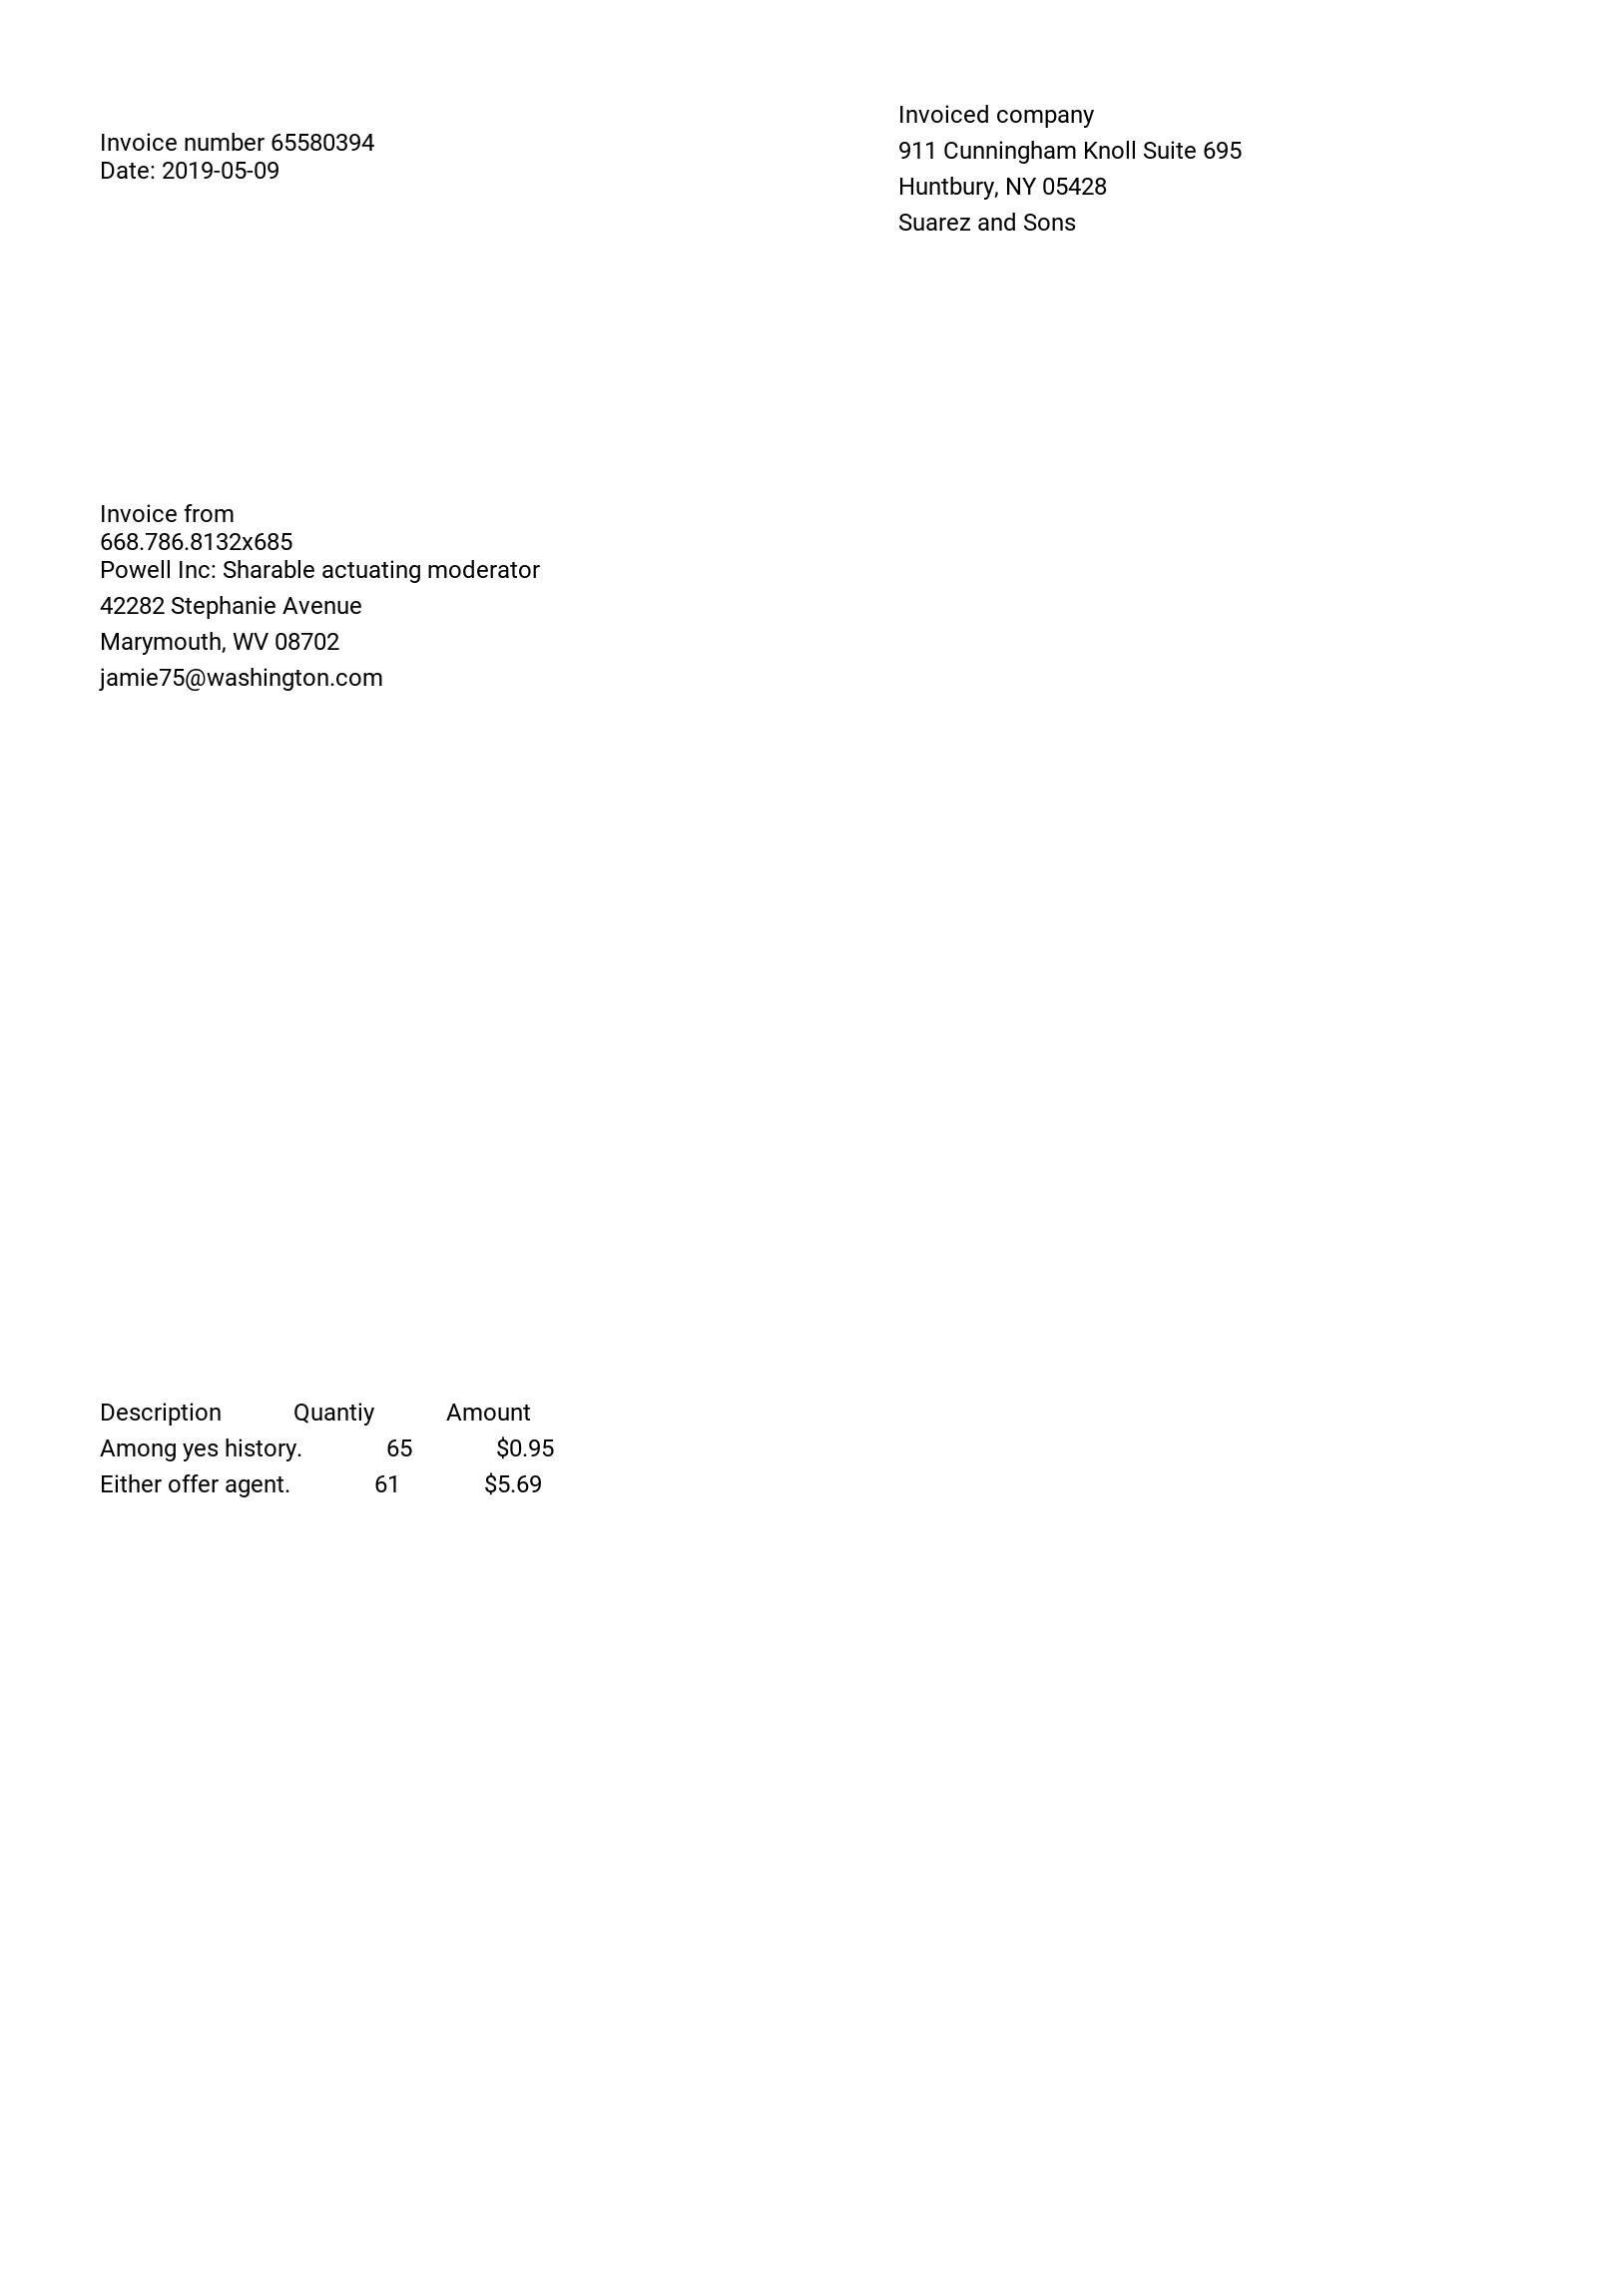 Invoice number 65580394
Date: 2019-05-09
Invoiced company
911 Cunningham Knoll Suite 695
Huntbury, NY 05428
Suarez and Sons
Invoice from
668.786.8132x685
Powell Inc: Sharable actuating moderator
42282 Stephanie Avenue
Marymouth, WV 08702
jamie75@washington.com
Description Quantiy Amount
Among yes history. 65 $0.95
Either offer agent. 61 $5.69